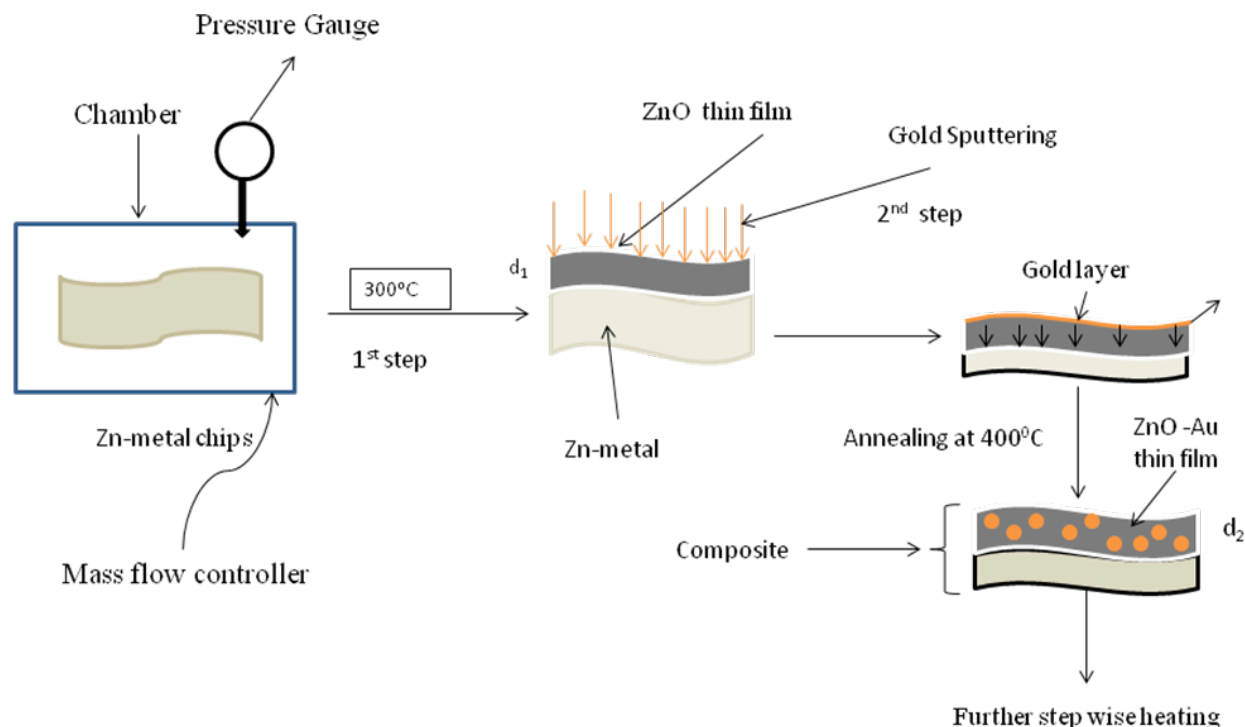 Pressure Gauge
Chamber
ZnO thin film
Gold Sputtering
2nd step
d1
300°C
1st step
Gold layer
Zn-metal chips
Zn-metal
Annealing at 400⁰C
ZnO -Au
thin film
Mass flow controller
Composite
d2
Further step wise heating